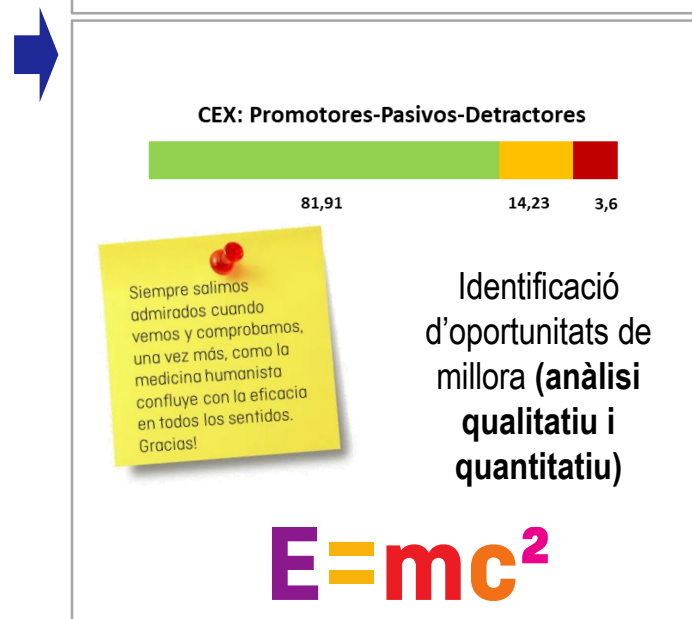 CEX: Promotores-Pasivos-Detractores
81,91 14,23 3,6
Siempre salimos
admirados cuando
vemos y comprobamos,
una vez más, como la
medicina humanista
confluye con la eficacia
en todos los sentidos.
Gracias!
Identificació
d’oportunitats de
millora (anàlisi
qualitatiu i
quantitatiu)
E=mc²